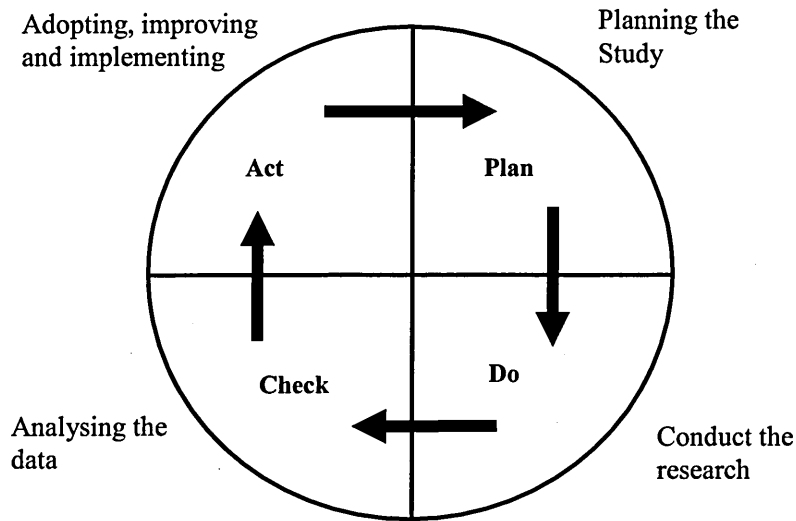 Adopting, improving
and implementing
Planning the
Study
Act
Plan
Check
Do
Analysing the
data
Conduct the
research